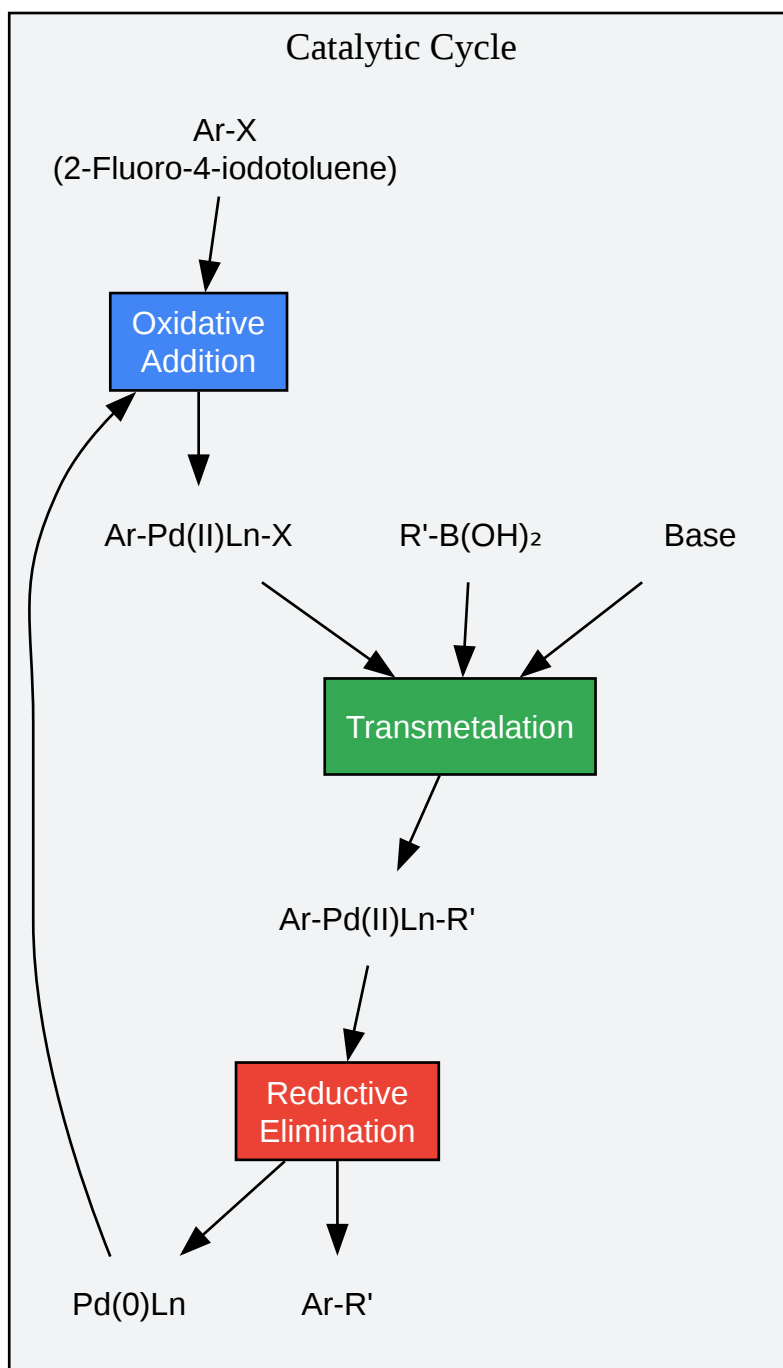 Catalytic Cycle
Ar-X
(2-Fluoro-4-iodotoluene)
Oxidative
Addition
Ar-Pd(II)Ln-X
R'-B(OH)₂
Base
Transmetalation
Ar-Pd(II)Ln-R'
Reductive
Elimination
Pd(0)Ln
Ar-R'